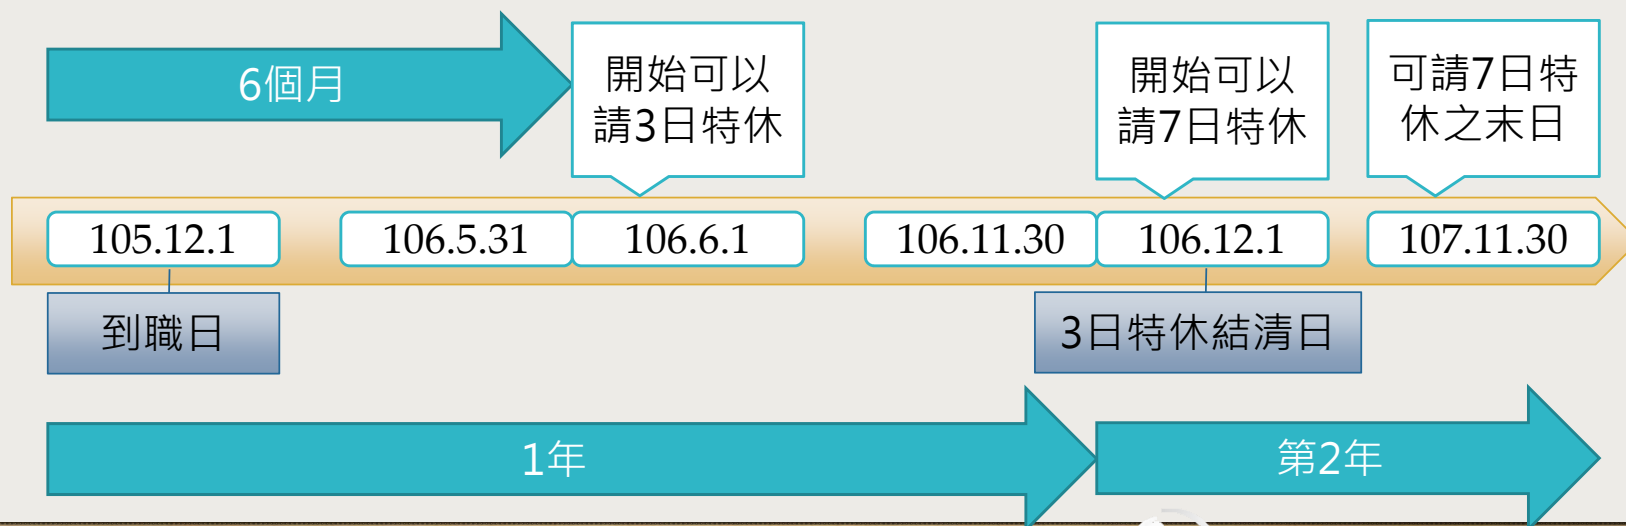 6個月
開始可以
請3日特休
開始可以
請7日特休
可請7日特
休之末日
105.12.1
106.5.31
106.6.1
106.11.30
106.12.1
107.11.30
到職日
3日特休結清日
1年
第2年